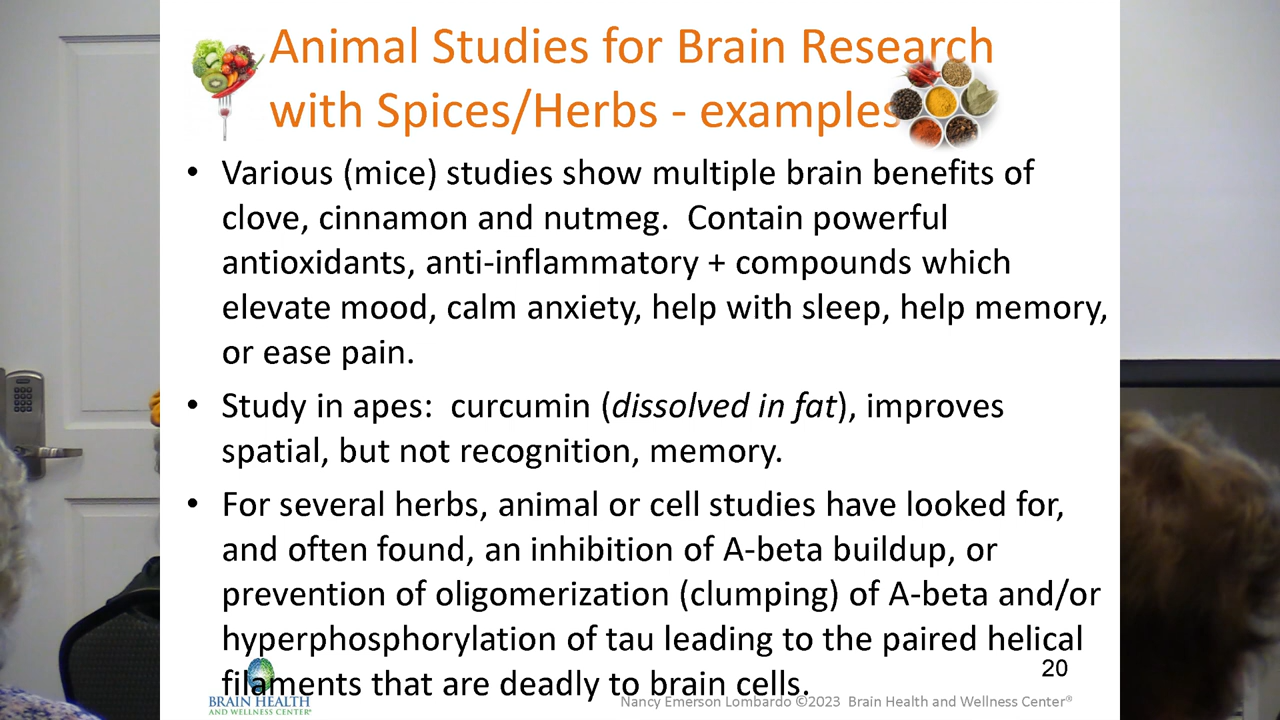 Animal Studies for Brain Research
with Spices/Herbs - examples
• Various (mice) studies show multiple brain benefits of
clove, cinnamon and nutmeg. Contain powerful
antioxidants, anti-inflammatory + compounds which
elevate mood, calm anxiety, help with sleep, help memory,
or ease pain.
• Study in apes: curcumin (dissolved in fat), improves
spatial, but not recognition, memory.
• For several herbs, animal or cell studies have looked for,
and often found, an inhibition of A-beta buildup, or
prevention of oligomerization (clumping) of A-beta and/or
hyperphosphorylation of tau leading to the paired helical
filaments that are deadly to brain cells.
20
BRAIN HEALTH
AND WELLNESS CENTER®
Nancy Emerson Lombardo ©2023 Brain Health and Wellness Center®